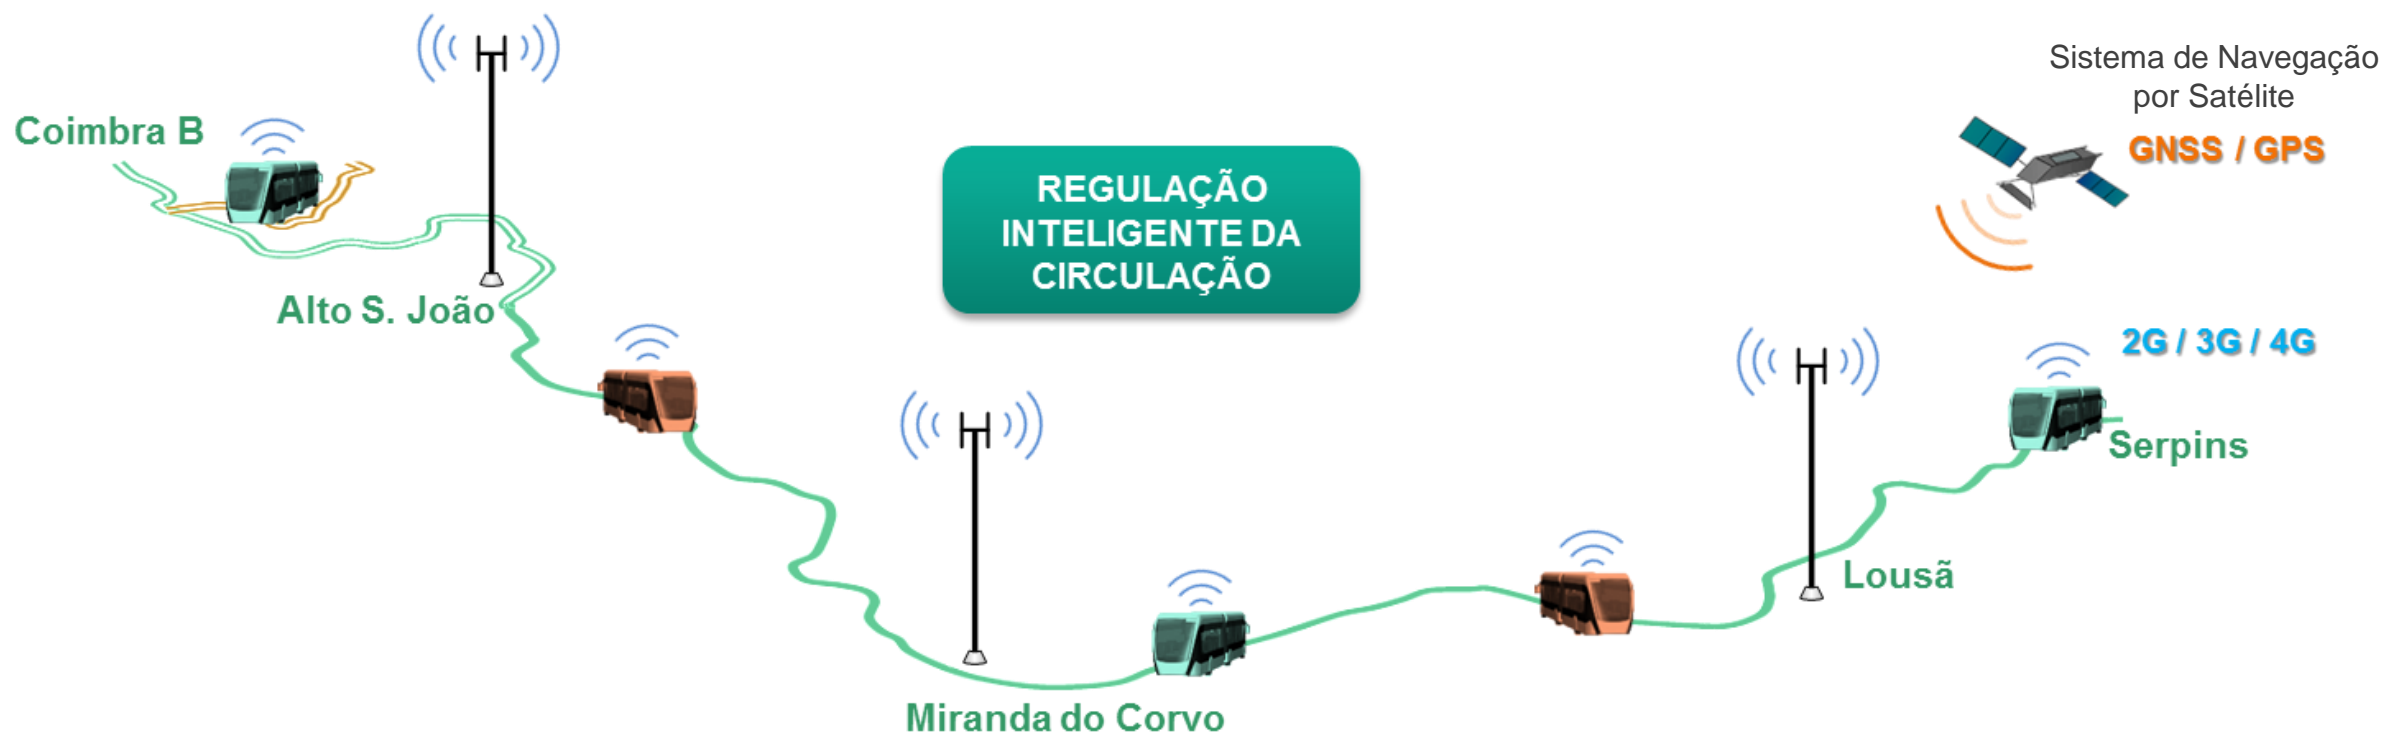 Sistema de Navegação
por Satélite
GNSS / GPS
Coimbra B
REGULAÇÃO
INTELIGENTE DA
CIRCULAÇÃO
Alto S. João
2G / 3G / 4G
Serpins
Lousã
Miranda do Corvo